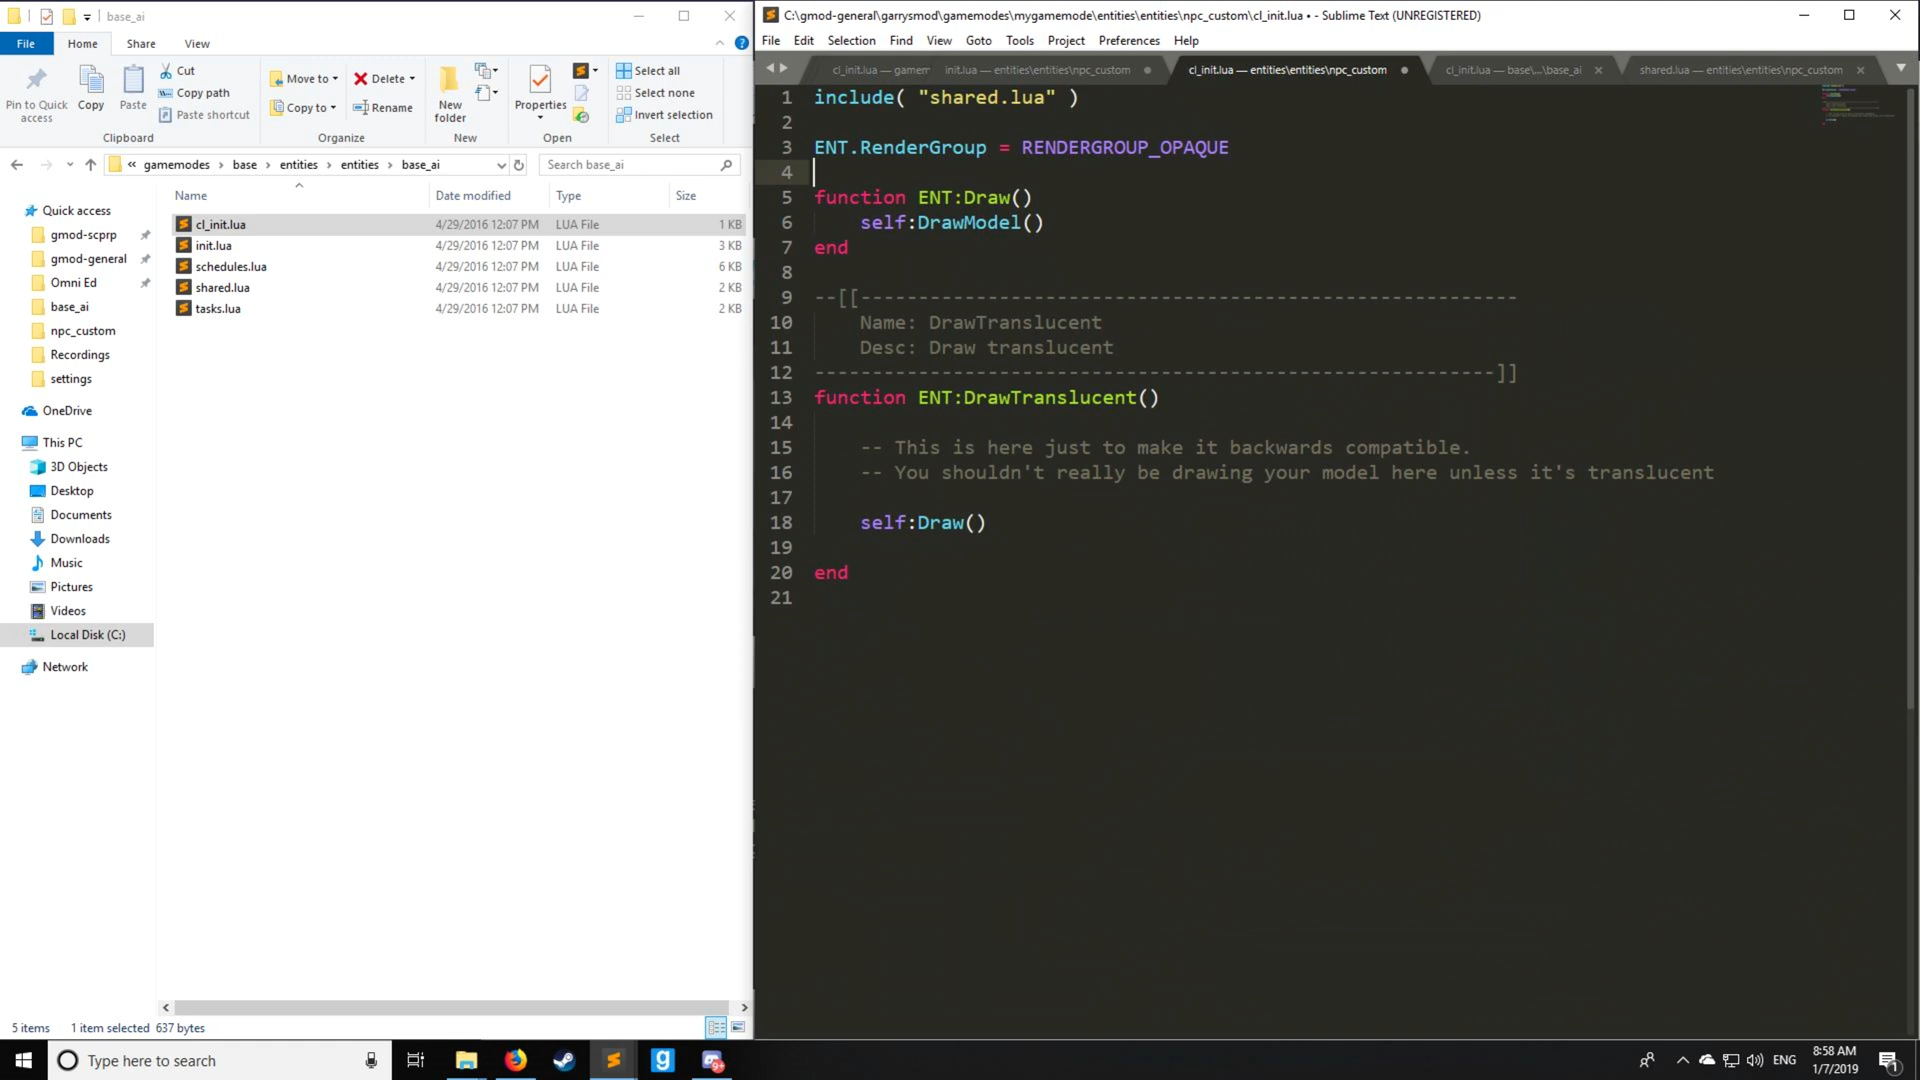 base_ai
File Home Share View
Pin to Quick access
Copy
Paste
Cut
Copy path
Paste shortcut
Clipboard
Move to
Copy to
Delete
Rename
Organize
New folder
New
Properties
Open
Select all
Select none
Invert selection
Select
« gamemodes › base › entities › entities › base_ai
Search base_ai
Name Date modified Type Size
cl_init.lua 4/29/2016 12:07 PM LUA File 1 KB
init.lua 4/29/2016 12:07 PM LUA File 3 KB
schedules.lua 4/29/2016 12:07 PM LUA File 6 KB
shared.lua 4/29/2016 12:07 PM LUA File 2 KB
tasks.lua 4/29/2016 12:07 PM LUA File 2 KB
Quick access
gmod-scprp
gmod-general
Omni Ed
base_ai
npc_custom
Recordings
settings
OneDrive
This PC
3D Objects
Desktop
Documents
Downloads
Music
Pictures
Videos
Local Disk (C:)
Network
5 items 1 item selected 637 bytes
C:\gmod-general\garrysmod\gamemodes\mygamemode\entities\entities\npc_custom\cl_init.lua • - Sublime Text (UNREGISTERED)
File Edit Selection Find View Goto Tools Project Preferences Help
cl_init.lua — gamem
init.lua — entities\entities\npc_custom
cl_init.lua — entities\entities\npc_custom
cl_init.lua — base\...\base_ai
shared.lua — entities\entities\npc_custom
1 include( "shared.lua" )
2
3 ENT.RenderGroup = RENDERGROUP_OPAQUE
4
5 function ENT:Draw()
6 self:DrawModel()
7 end
8
9 --[[---------------------------------------------------------
10 Name: DrawTranslucent
11 Desc: Draw translucent
12 -----------------------------------------------------------]]
13 function ENT:DrawTranslucent()
14
15 -- This is here just to make it backwards compatible.
16 -- You shouldn't really be drawing your model here unless it's translucent
17
18 self:Draw()
19
20 end
21
Type here to search
ENG
8:58 AM
1/7/2019